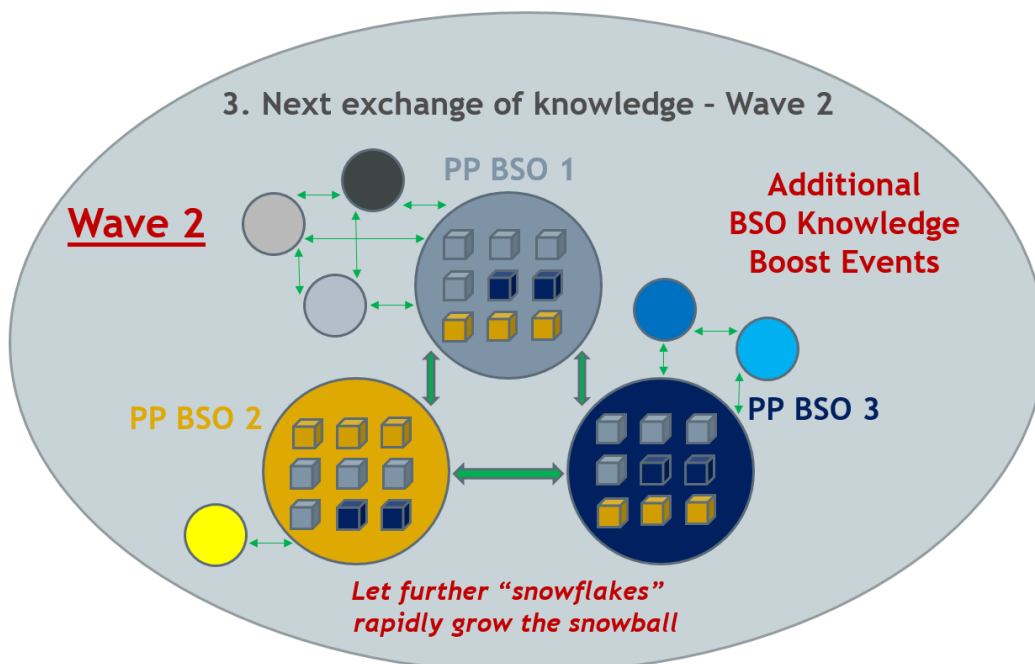 3. Next exchange of knowledge – Wave 2
PP BSO 1
Wave 2
Additional
BSO Knowledge
Boost Events
PP BSO 2
PP BSO 3
Let further “snowflakes”
rapidly grow the snowball